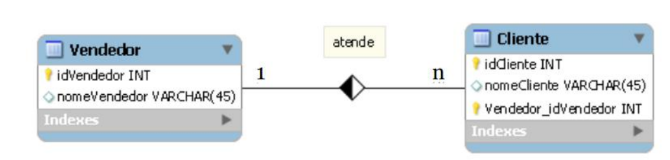 Vendedor
idVendedor INT
nomeVendedor VARCHAR(45)
Indexes
1
atende
n
Cliente
idCliente INT
nomeCliente VARCHAR(45)
Vendedor_idVendedor INT
Indexes